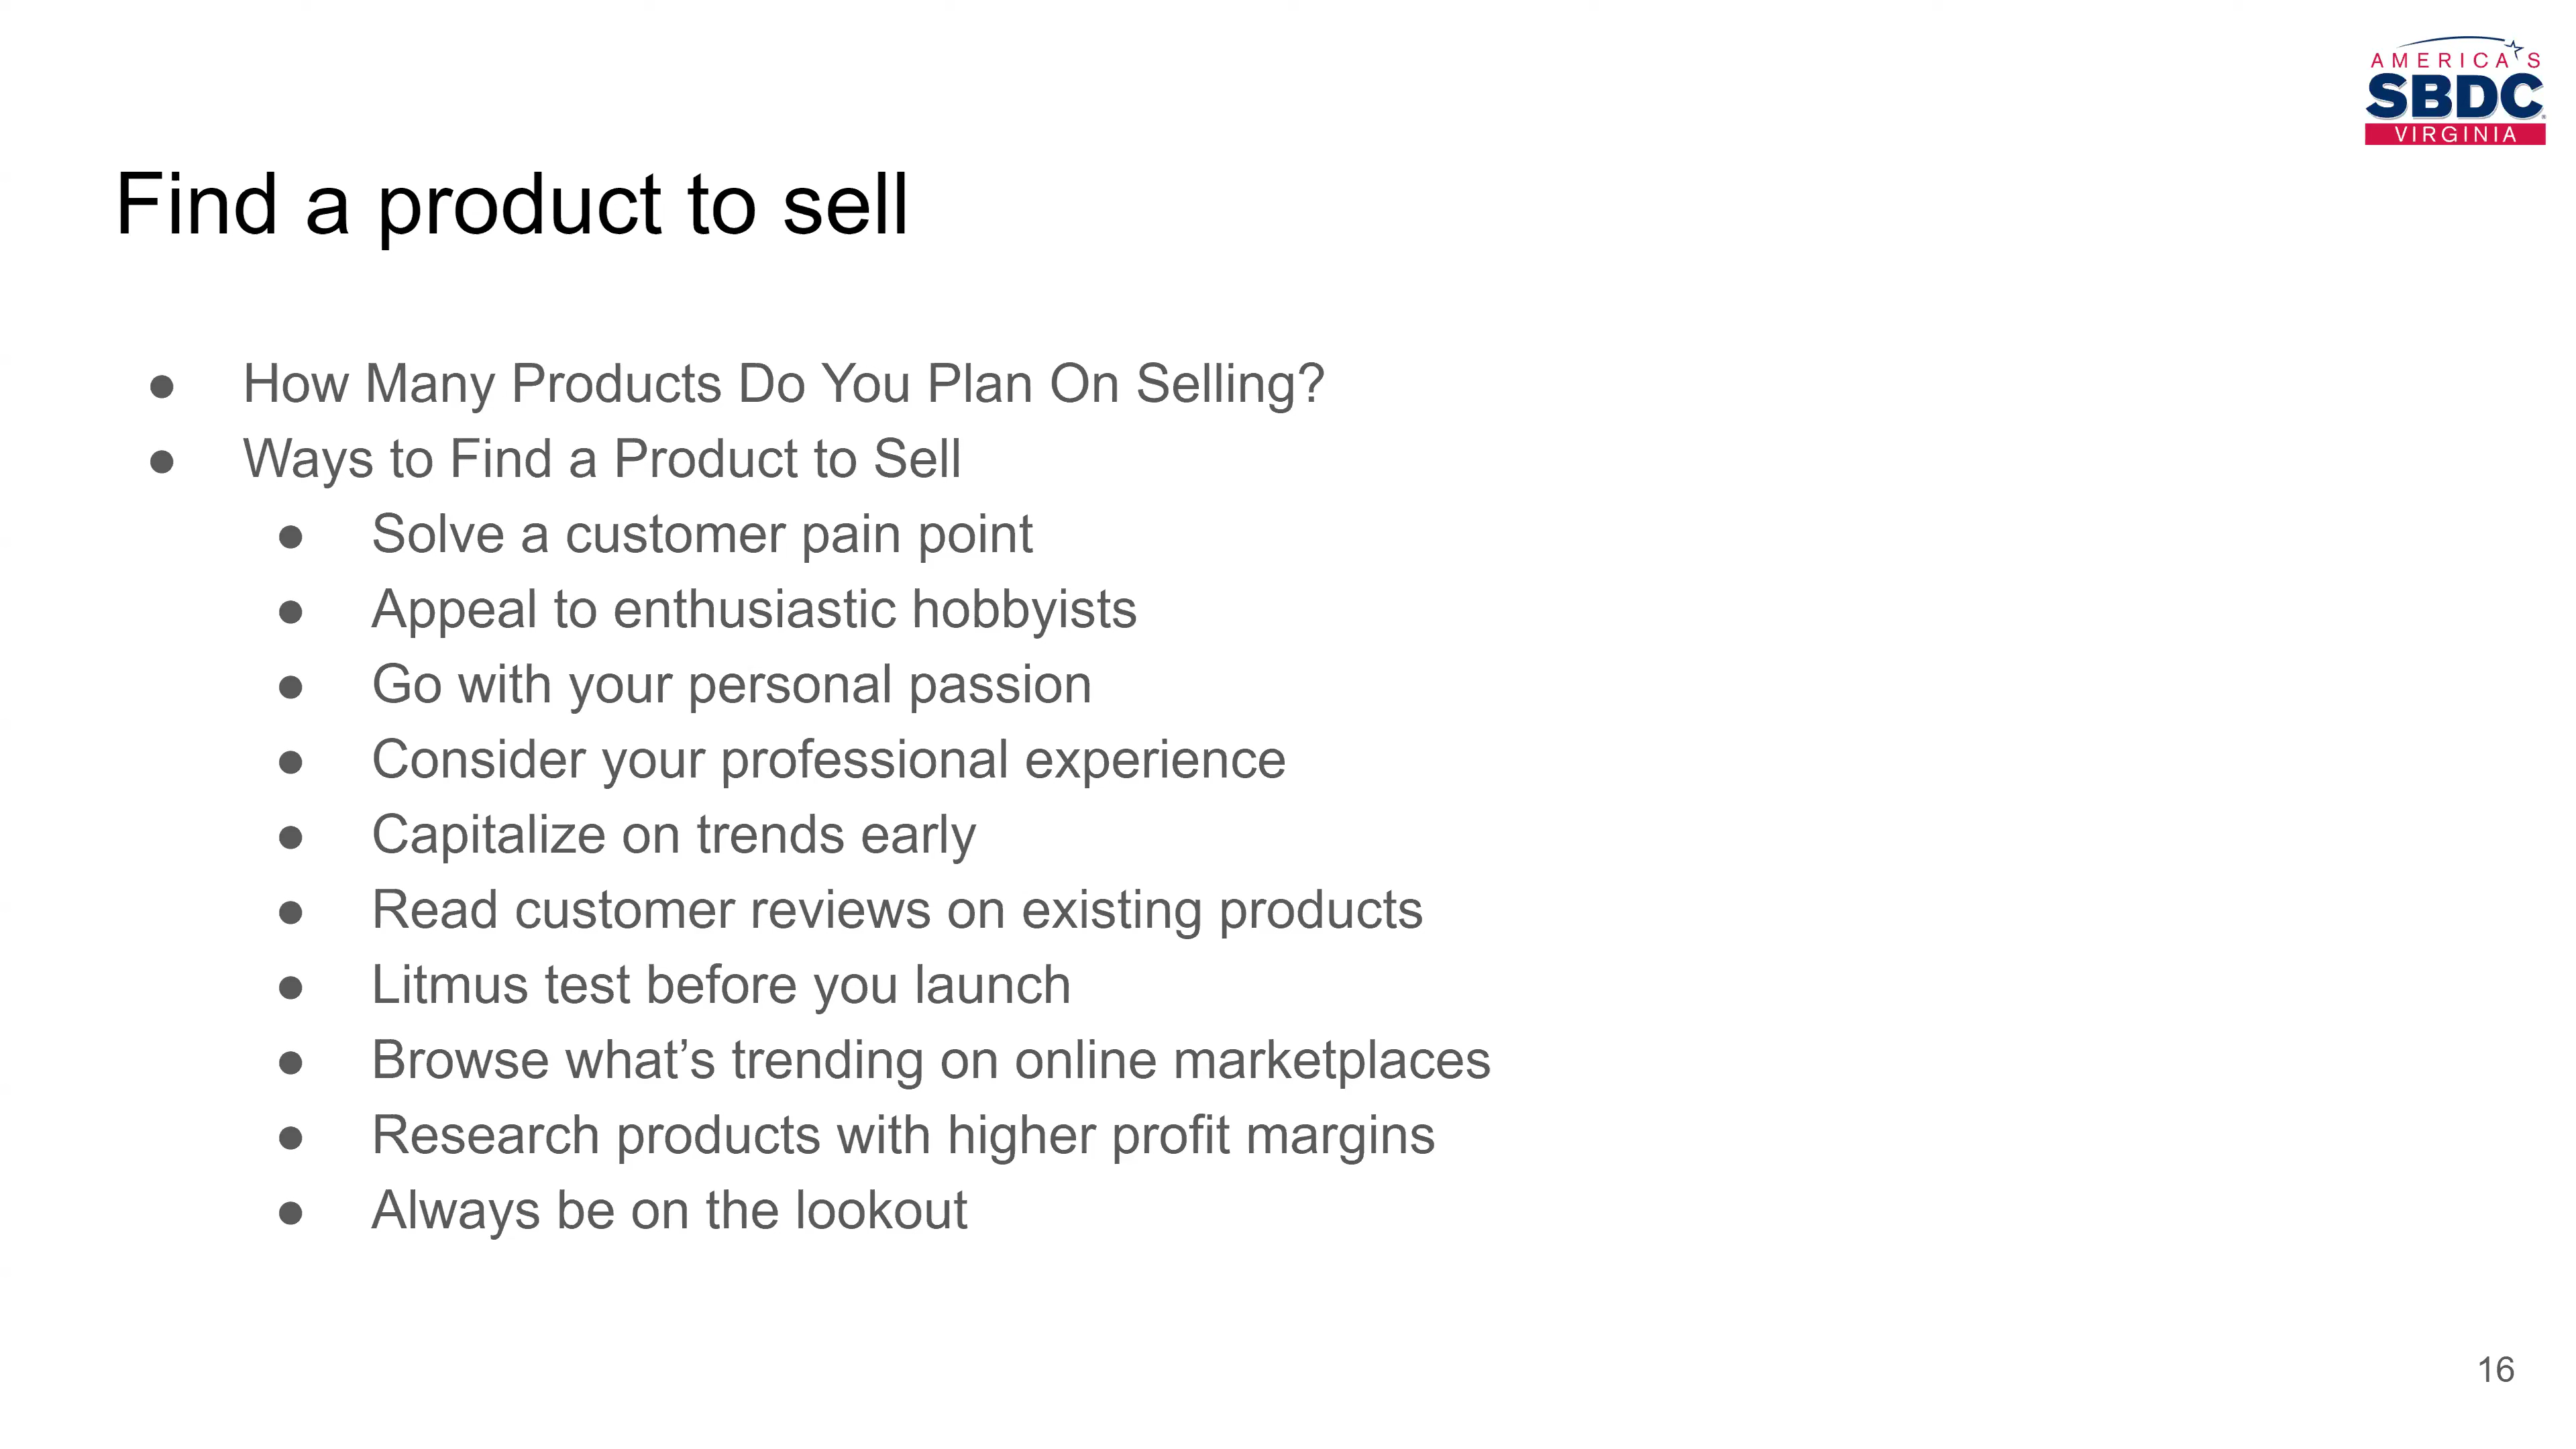 AMERICA'S
SBDC
VIRGINIA
Find a product to sell
● How Many Products Do You Plan On Selling?
● Ways to Find a Product to Sell
● Solve a customer pain point
● Appeal to enthusiastic hobbyists
● Go with your personal passion
● Consider your professional experience
● Capitalize on trends early
● Read customer reviews on existing products
● Litmus test before you launch
● Browse what’s trending on online marketplaces
● Research products with higher profit margins
● Always be on the lookout
16